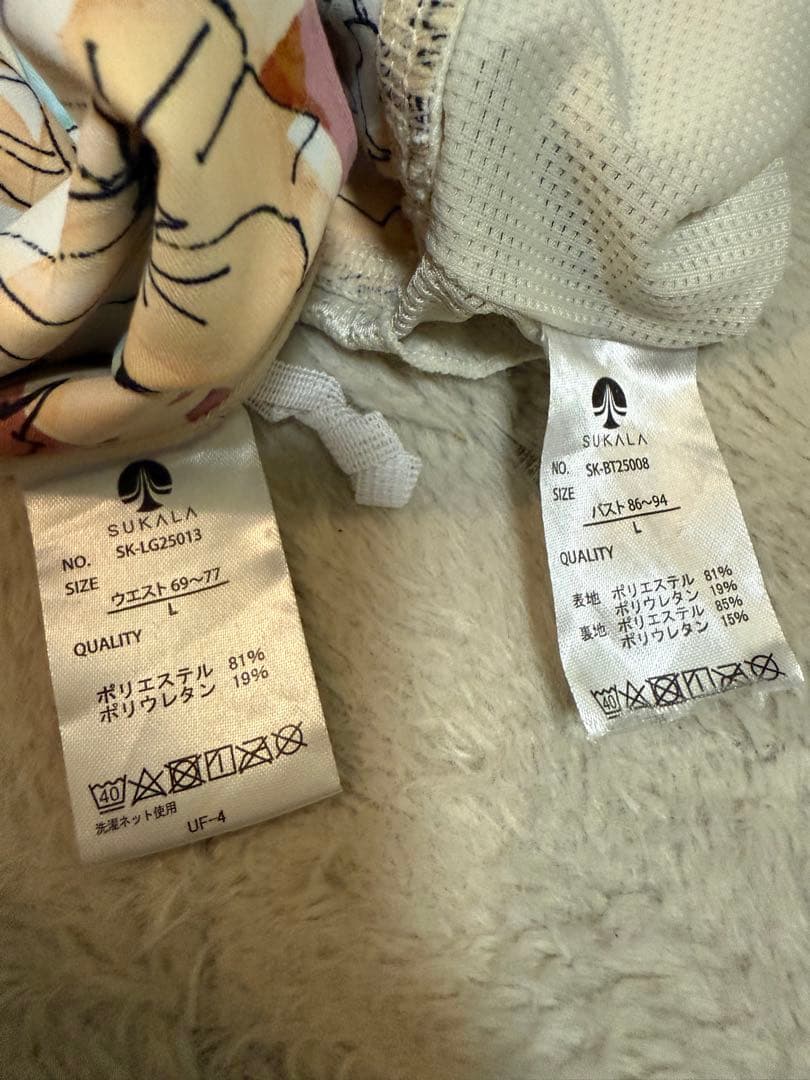 SUKALA
NO. SK-LG25013
SIZE
ウエスト 69〜77
L
QUALITY
ポリエステル 81%
ポリウレタン 19%
40
洗濯ネット使用
UF-4
SUKALA
NO. SK-BT25008
SIZE
バスト 86〜94
L
QUALITY
表地 ポリエステル 81%
ポリウレタン 19%
裏地 ポリエステル 85%
ポリウレタン 15%
40